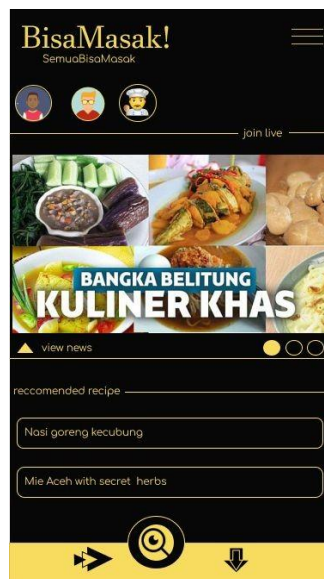 BisaMasak!
SemuaBisaMasak
join live
BANGKA BELITUNG
KULINER KHAS
view news
reccomended recipe
Nasi goreng kecubung
Mie Aceh with secret herbs